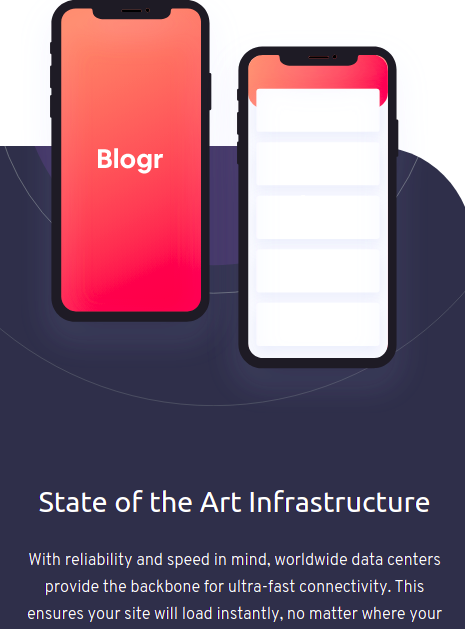 Blogr
State of the Art Infrastructure
With reliability and speed in mind, worldwide data centers
provide the backbone for ultra-fast connectivity. This
ensures your site will load instantly, no matter where your